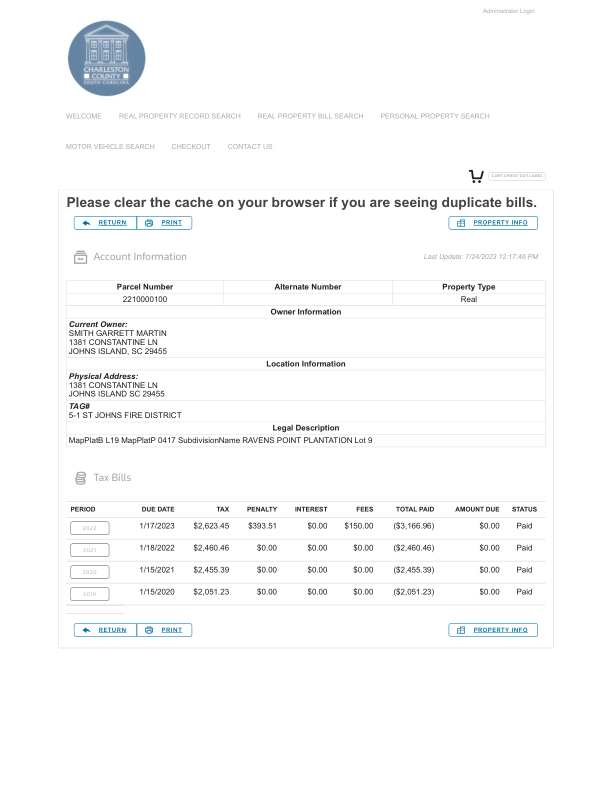 Administrator Login
CHARLESTON
COUNTY
SOUTH CAROLINA
WELCOME REAL PROPERTY RECORD SEARCH REAL PROPERTY BILL SEARCH PERSONAL PROPERTY SEARCH
MOTOR VEHICLE SEARCH CHECKOUT CONTACT US
CART.CHECK-OUT.LABEL
Please clear the cache on your browser if you are seeing duplicate bills.
RETURN PRINT PROPERTY INFO
Account Information Last Update: 7/24/2023 12:17:46 PM
Parcel Number Alternate Number Property Type
2210000100 Real
Owner Information
Current Owner:
SMITH GARRETT MARTIN
1381 CONSTANTINE LN
JOHNS ISLAND, SC 29455
Location Information
Physical Address:
1381 CONSTANTINE LN
JOHNS ISLAND SC 29455
TAG#
5-1 ST JOHNS FIRE DISTRICT
Legal Description
MapPlatB L19 MapPlatP 0417 SubdivisionName RAVENS POINT PLANTATION Lot 9
Tax Bills
PERIOD DUE DATE TAX PENALTY INTEREST FEES TOTAL PAID AMOUNT DUE STATUS
2022 1/17/2023 $2,623.45 $393.51 $0.00 $150.00 ($3,166.96) $0.00 Paid
2021 1/18/2022 $2,460.46 $0.00 $0.00 $0.00 ($2,460.46) $0.00 Paid
2020 1/15/2021 $2,455.39 $0.00 $0.00 $0.00 ($2,455.39) $0.00 Paid
2019 1/15/2020 $2,051.23 $0.00 $0.00 $0.00 ($2,051.23) $0.00 Paid
RETURN PRINT PROPERTY INFO